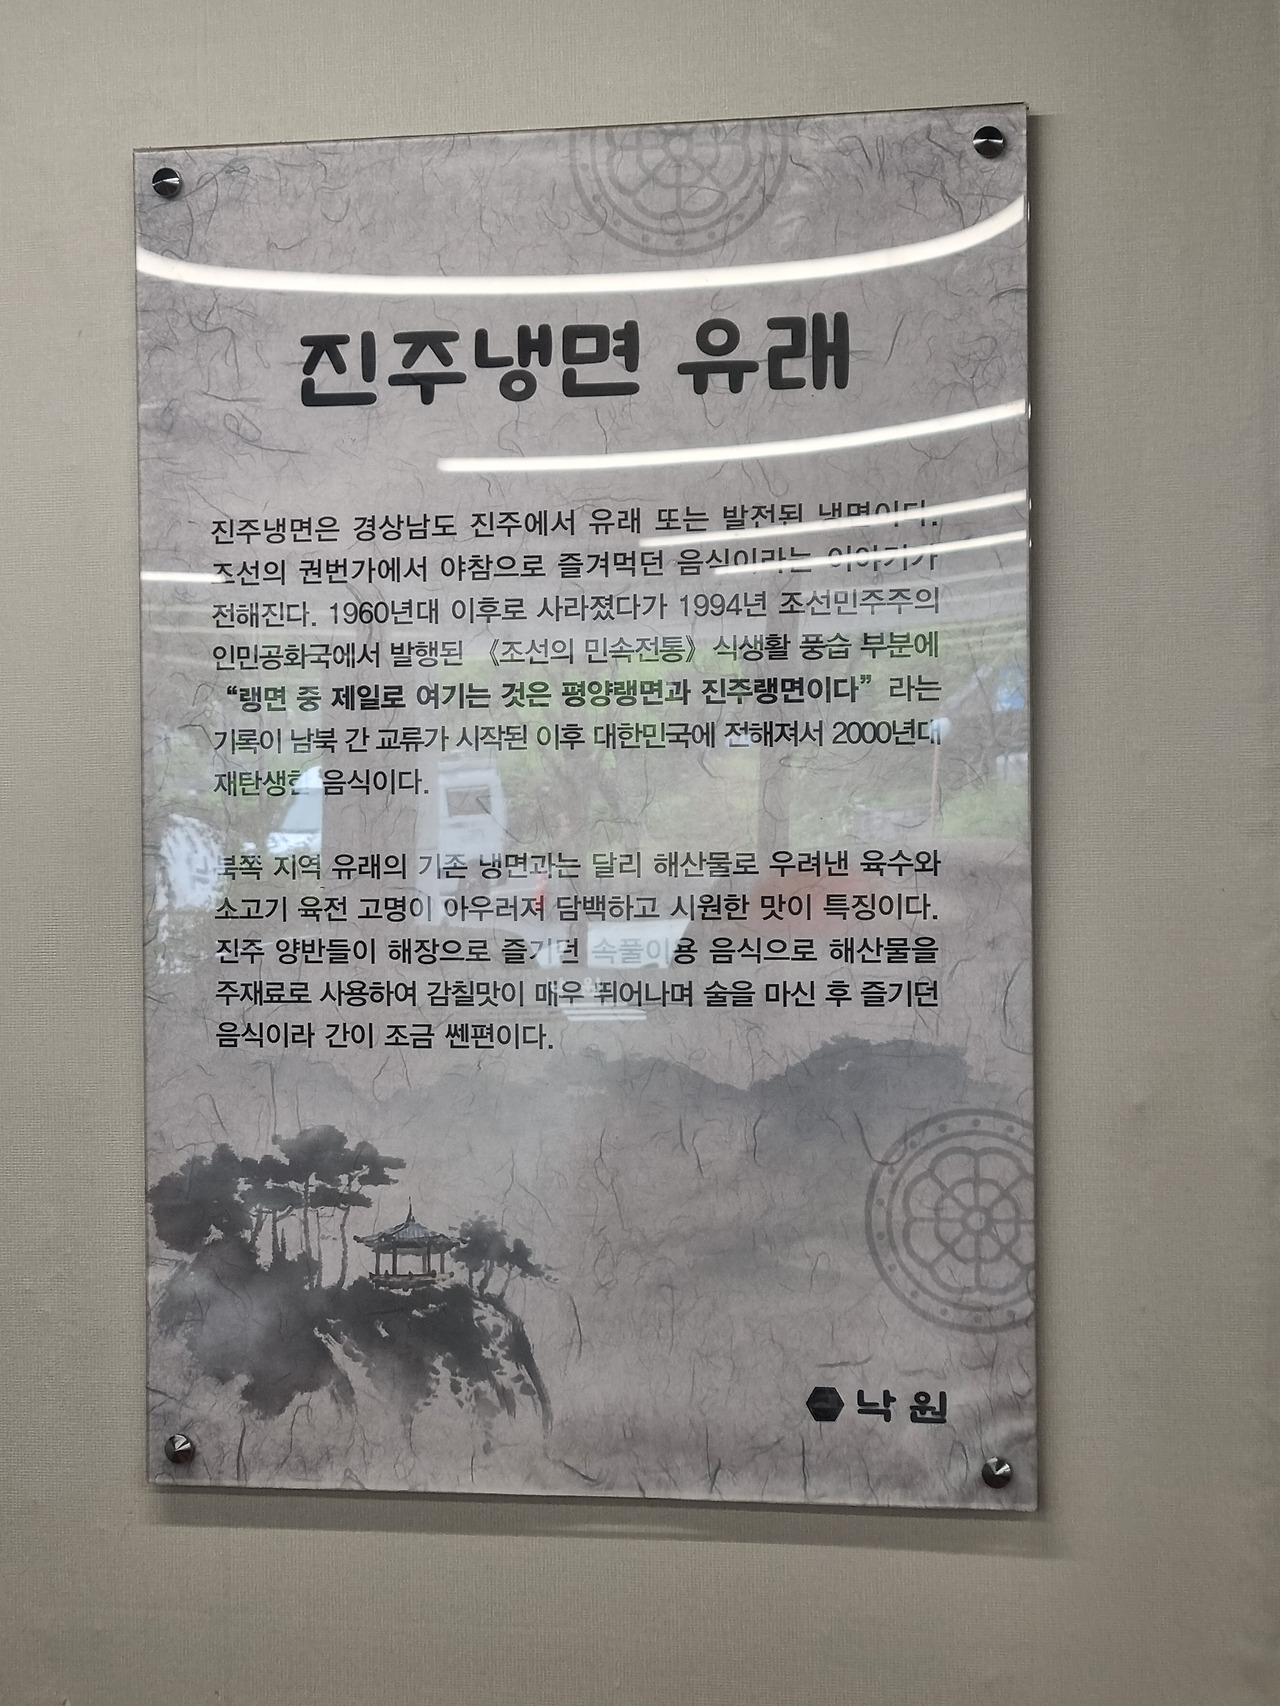 진주냉면 유래
진주냉면은 경상남도 진주에서 유래 또는 발전된 냉면이다.
조선의 권번가에서 야참으로 즐겨먹던 음식이라는 이야기가
전해진다. 1960년대 이후로 사라졌다가 1994년 조선민주주의
인민공화국에서 발행된 《조선의 민속전통》 식생활 풍습 부분에
“랭면 중 제일로 여기는 것은 평양랭면과 진주랭면이다” 라는
기록이 남북 간 교류가 시작된 이후 대한민국에 전해져서 2000년대
재탄생한 음식이다.
북쪽 지역 유래의 기존 냉면과는 달리 해산물로 우려낸 육수와
소고기 육전 고명이 아우러져 담백하고 시원한 맛이 특징이다.
진주 양반들이 해장으로 즐기던 속풀이용 음식으로 해산물을
주재료로 사용하여 감칠맛이 매우 뛰어나며 술을 마신 후 즐기던
음식이라 간이 조금 쎈편이다.
낙원